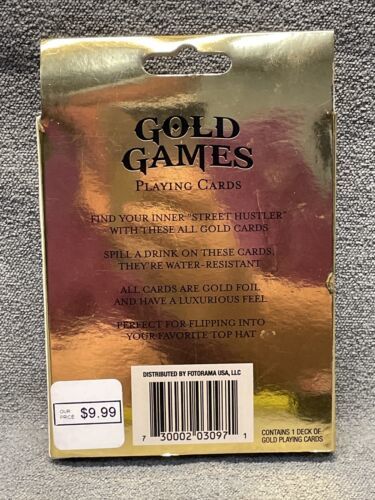 GOLD
GAMES
PLAYING CARDS
FIND YOUR INNER "STREET HUSTLER"
WITH THESE ALL GOLD CARDS
SPILL A DRINK ON THESE CARDS,
THEY'RE WATER-RESISTANT
ALL CARDS ARE GOLD FOIL
AND HAVE A LUXURIOUS FEEL
PERFECT FOR FLIPPING INTO
YOUR FAVORITE TOP HAT
DISTRIBUTED BY FOTORAMA USA, LLC
OUR
PRICE
$9.99
7 30002 03097 1
CONTAINS 1 DECK OF
GOLD PLAYING CARDS